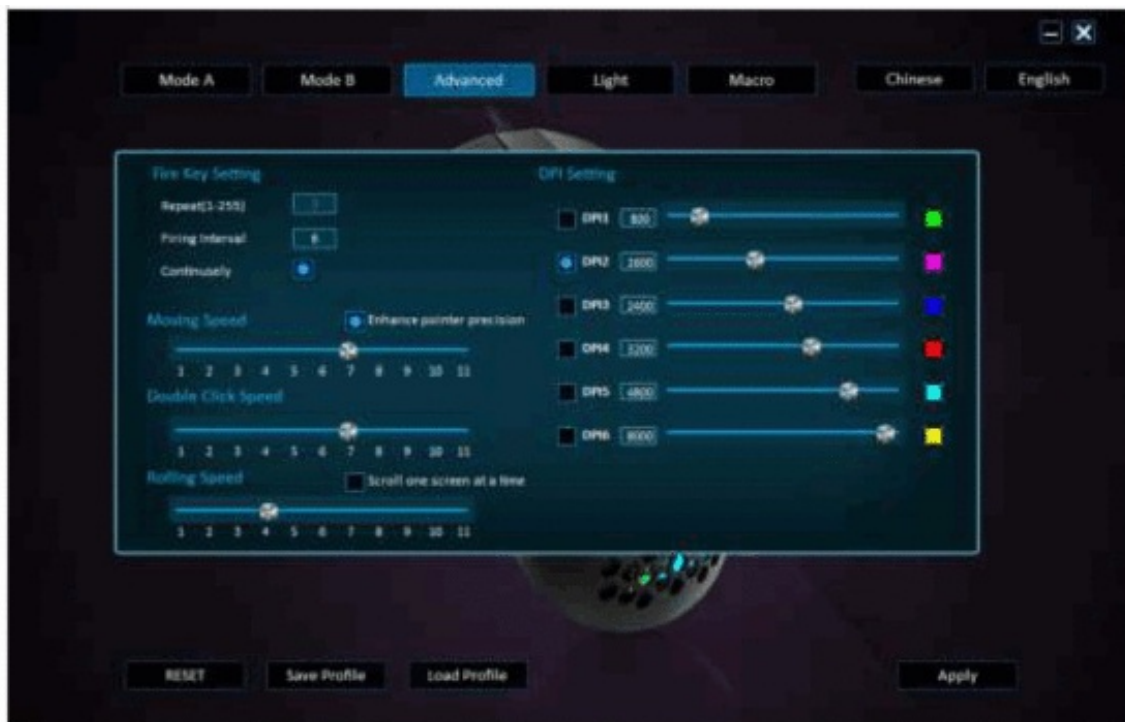 Mode A
Mode B
Advanced
Light
Macro
Chinese
English
Fire Key Setting
Repeat(1-255)
Firing Interval
6
Continusely
Moving Speed
Enhance pointer precision
1 2 3 4 5 6 7 8 9 10 11
Double Click Speed
1 2 3 4 5 6 7 8 9 10 11
Rolling Speed
Scroll one screen at a time
1 2 3 4 5 6 7 8 9 10 11
DPI Setting
DPI1 800
DPI2 1600
DPI3 2400
DPI4 3200
DPI5 4800
DPI6 8000
RESET
Save Profile
Load Profile
Apply